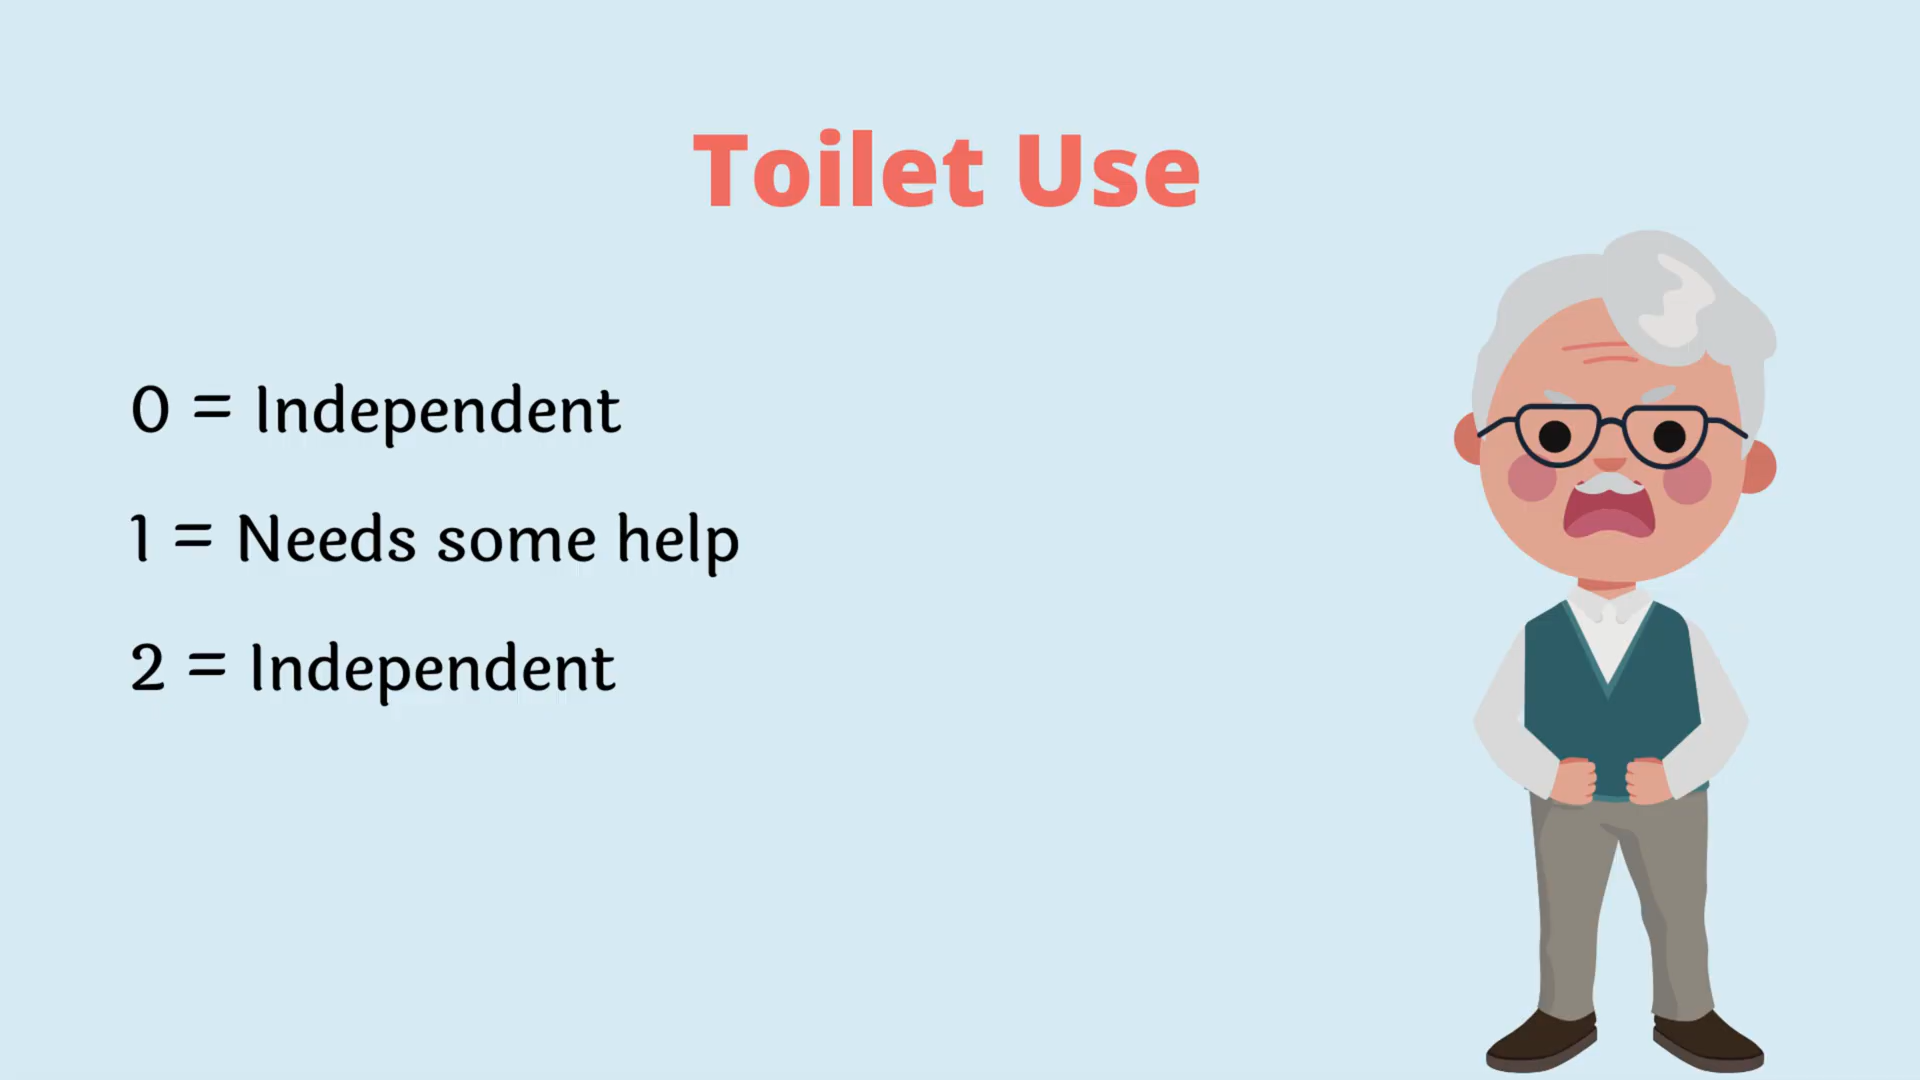 Toilet Use
0 = Independent
1 = Needs some help
2 = Independent